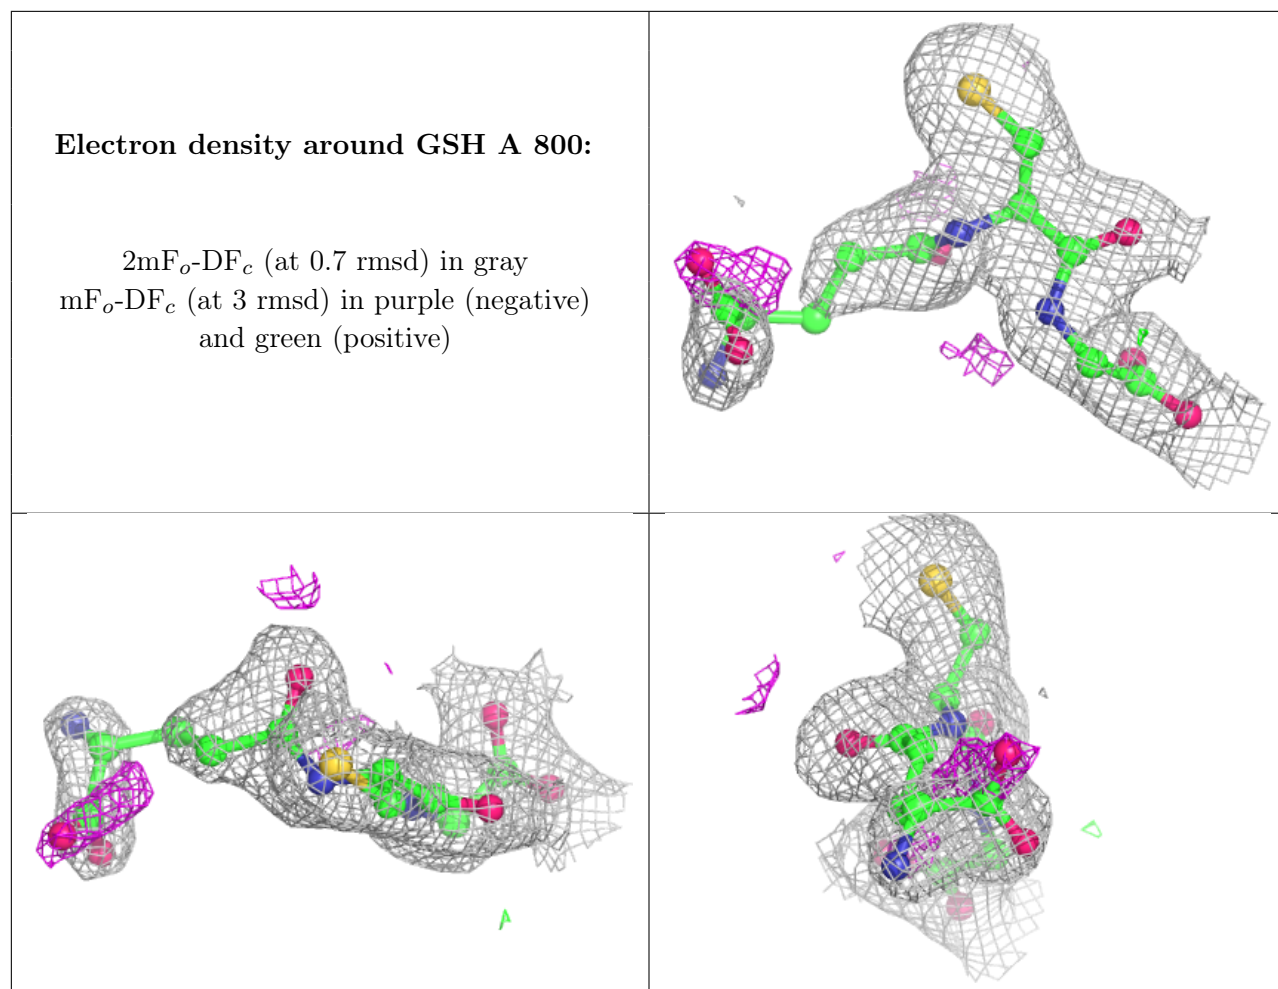 Electron density around GSH A 800:
2mFₒ-DF𝒸 (at 0.7 rmsd) in gray
mFₒ-DF𝒸 (at 3 rmsd) in purple (negative)
and green (positive)